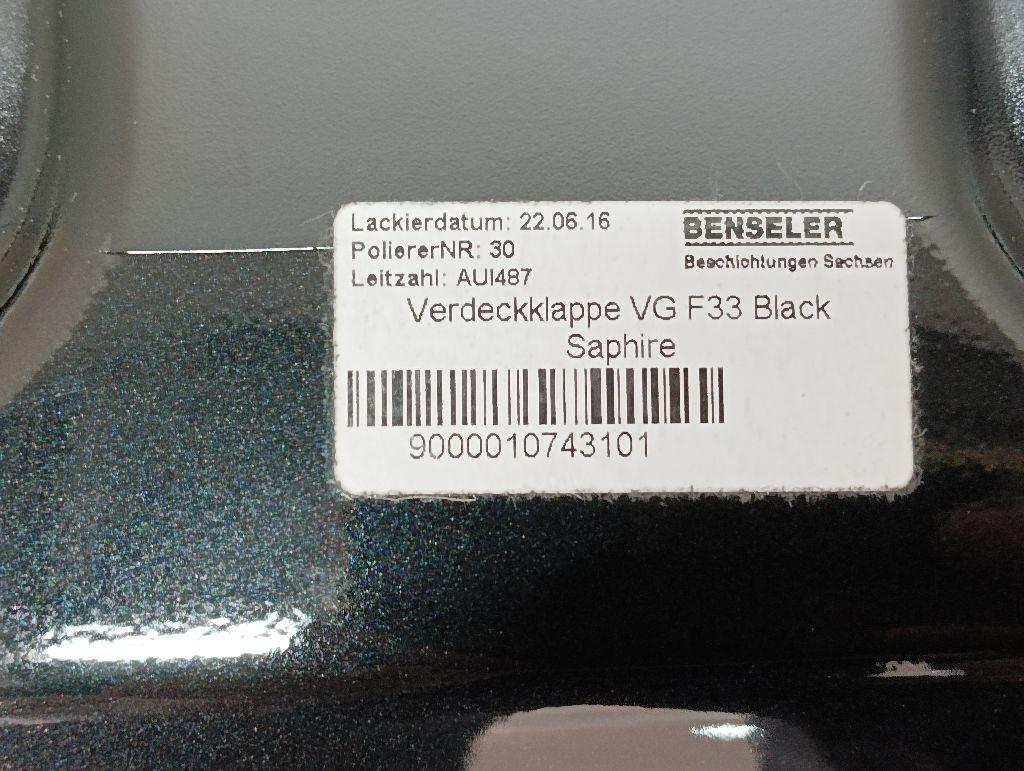 Lackierdatum: 22.06.16
PoliererNR: 30
Leitzahl: AUI487
BENSELER
Beschichtungen Sachsen
Verdeckklappe VG F33 Black
Saphire
9000010743101